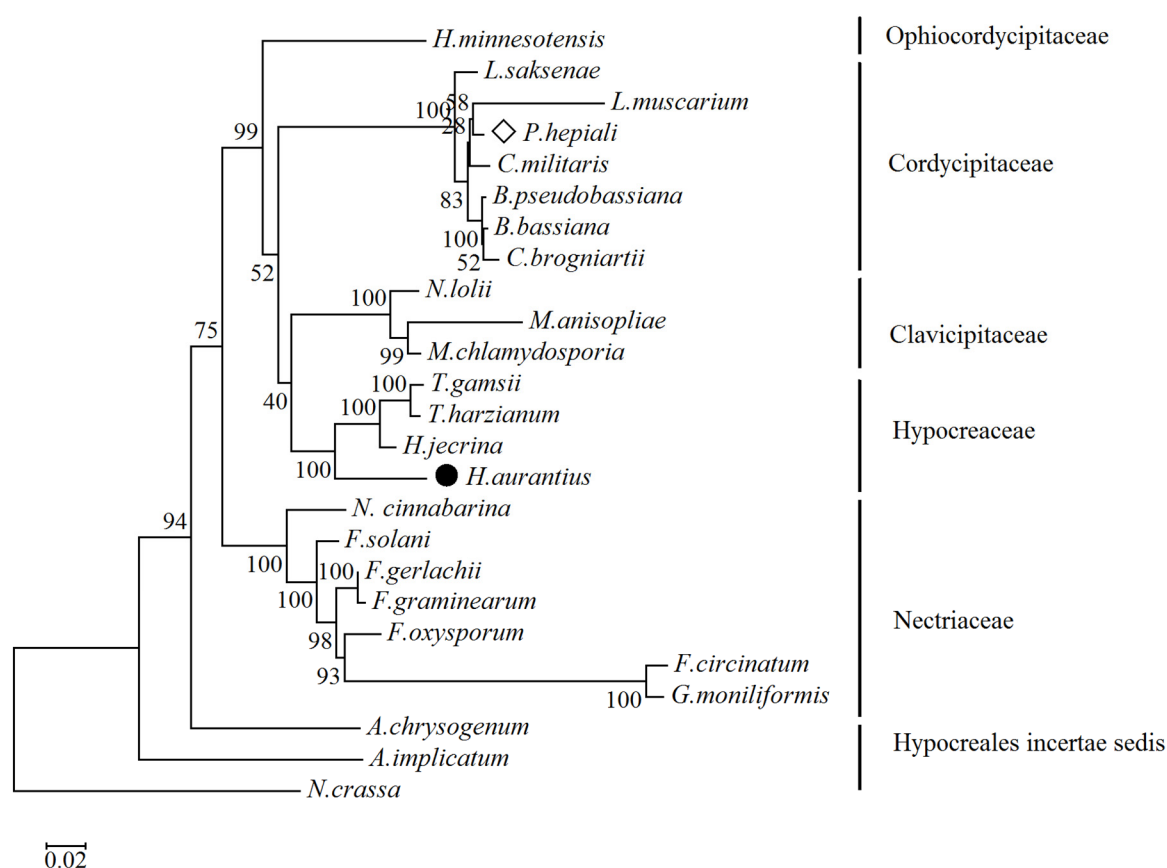 H.minnesotensis
Ophiocordycipitaceae
L.saksenae
58
L.muscarium
100
28
P.hepiali
99
C.militaris
Cordycipitaceae
83
B.pseudobassiana
B.bassiana
100
C.brogniartii
52
52
N.lolii
100
M.anisopliae
75
Clavicipitaceae
M.chlamydosporia
99
T.gamsii
100
40
T.harzianum
100
Hypocreaceae
H.jecrina
100
H.aurantius
N. cinnabarina
94
F.solani
100
F.gerlachii
100
100
F.graminearum
Nectriaceae
F.oxysporum
98
F.circinatum
93
G.moniliformis
100
A.chrysogenum
Hypocreales incertae sedis
A.implicatum
N.crassa
0.02